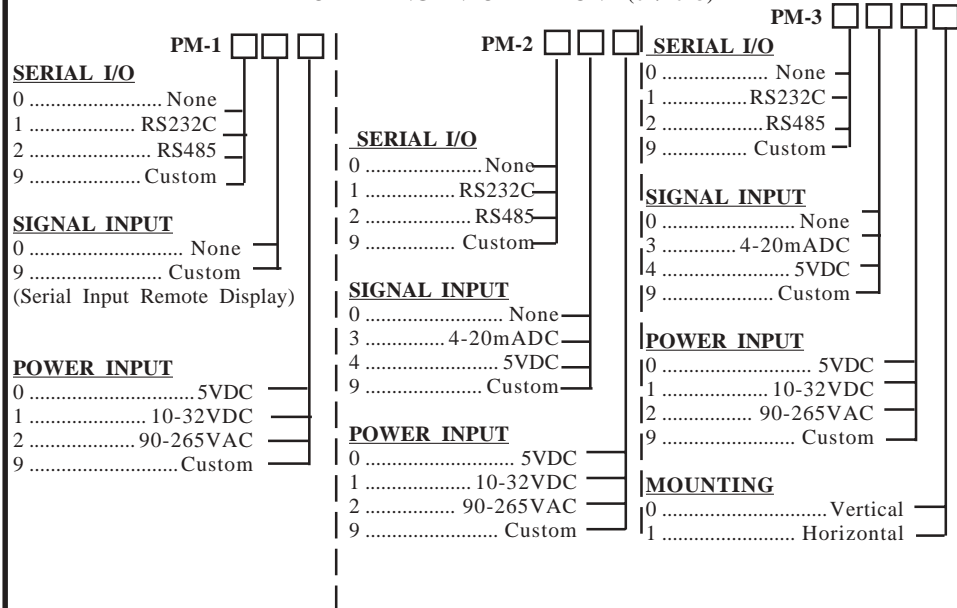 PM-1
SERIAL I/O
0 ........................ None
1 .................... RS232C
2 ....................... RS485
9 .....................Custom
SIGNAL INPUT
0 ............................ None
9 ........................ Custom
(Serial Input Remote Display)
POWER INPUT
0 ..............................5VDC
1 ...................... 10-32VDC
2 ....................90-265VAC
9 ...........................Custom
PM-2
SERIAL I/O
0 .....................None
1 .................RS232C
2 ................... RS485
9 ................ Custom
SIGNAL INPUT
0 ......................... None
3 ..............4-20mADC
4 ........................ 5VDC
9 ..................... Custom
POWER INPUT
0 ........................... 5VDC
1 ....................10-32VDC
2 ................. 90-265VAC
9 ........................ Custom
PM-3
SERIAL I/O
0 .................... None
1 .................RS232C
2 ...................RS485
9 ................ Custom
SIGNAL INPUT
0 ......................... None
3 .............4-20mADC
4 .......................5VDC
9 .................... Custom
POWER INPUT
0 ............................ 5VDC
1 ................... 10-32VDC
2 ................... 90-265VAC
9 ........................ Custom
MOUNTING
0 ..............................Vertical
1 ........................ Horizontal